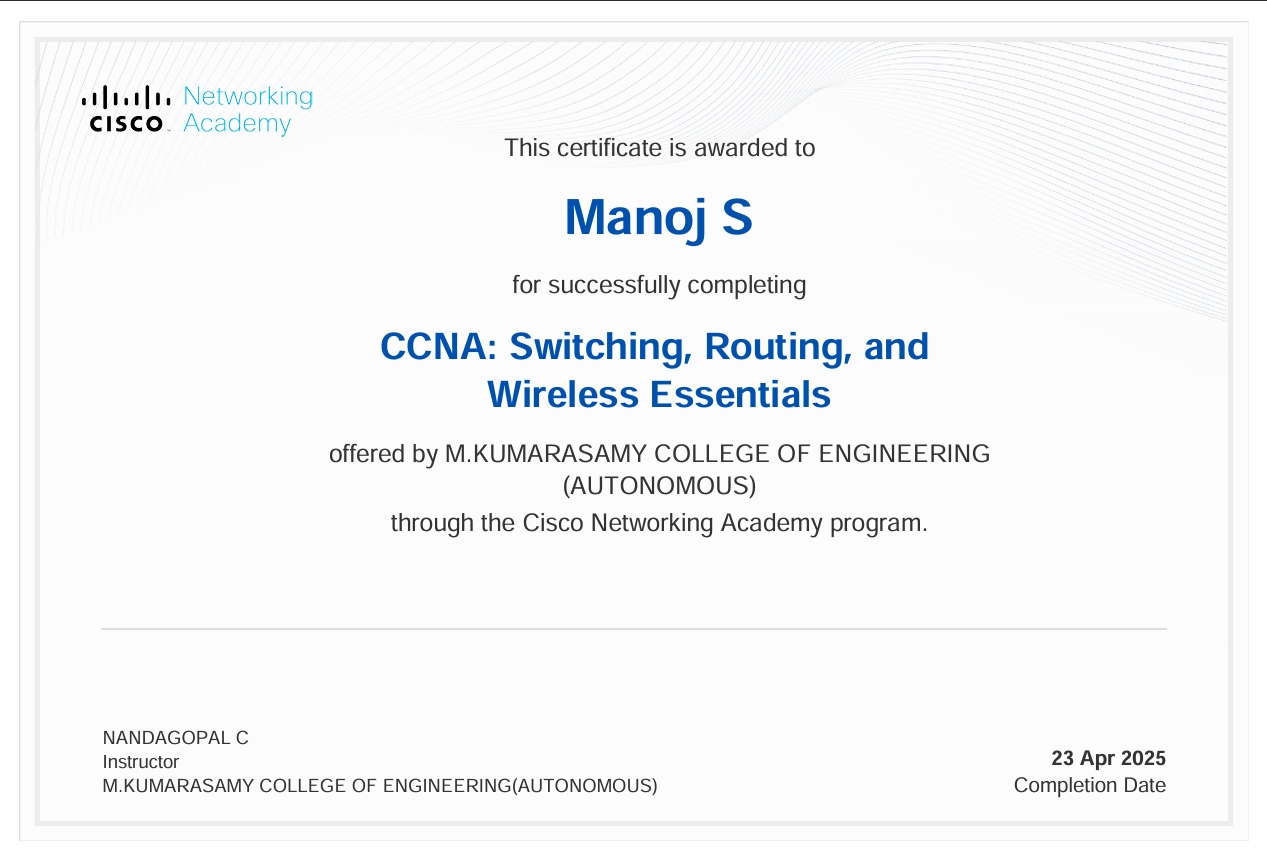 Networking
Academy
CISCO
This certificate is awarded to
Manoj S
for successfully completing
CCNA: Switching, Routing, and
Wireless Essentials
offered by M.KUMARASAMY COLLEGE OF ENGINEERING
(AUTONOMOUS)
through the Cisco Networking Academy program.
NANDAGOPAL C
Instructor
M.KUMARASAMY COLLEGE OF ENGINEERING(AUTONOMOUS)
23 Apr 2025
Completion Date